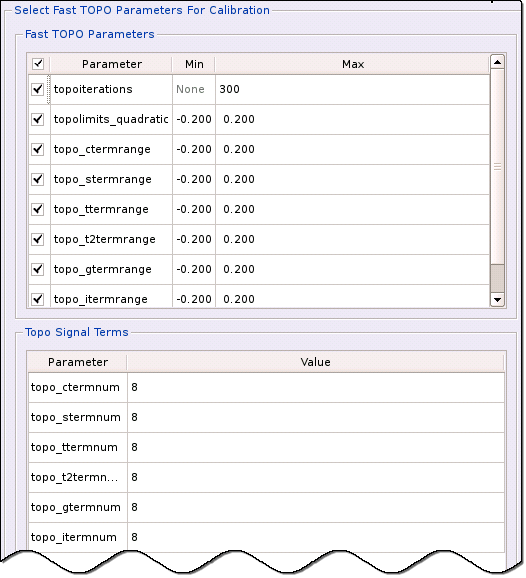 Select Fast TOPO Parameters For Calibration
Fast TOPO Parameters
Parameter Min Max
topoiterations None 300
topolimits_quadratic -0.200 0.200
topo_ctermrange -0.200 0.200
topo_stermrange -0.200 0.200
topo_ttermrange -0.200 0.200
topo_t2termrange -0.200 0.200
topo_gtermrange -0.200 0.200
topo_itermrange -0.200 0.200
Topo Signal Terms
Parameter Value
topo_ctermnum 8
topo_stermnum 8
topo_ttermnum 8
topo_t2termn... 8
topo_gtermnum 8
topo_itermnum 8